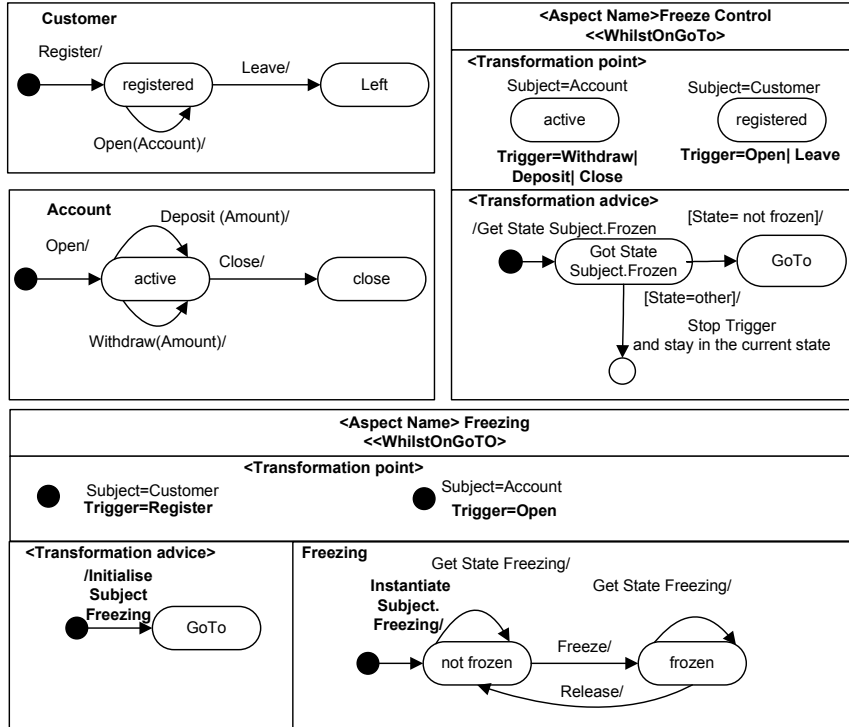 Customer
Register/
registered
Leave/
Left
Open(Account)/
<Aspect Name>Freeze Control
<<WhilstOnGoTo>>
<Transformation point>
Subject=Account
active
Trigger=Withdraw|
Deposit| Close
Subject=Customer
registered
Trigger=Open| Leave
Account
Deposit (Amount)/
Open/
active
Close/
close
Withdraw(Amount)/
<Transformation advice>
/Get State Subject.Frozen
Got State
Subject.Frozen
[State= not frozen]/
GoTo
[State=other]/
Stop Trigger
and stay in the current state
<Aspect Name> Freezing
<<WhilstOnGoTO>>
<Transformation point>
Subject=Customer
Trigger=Register
Subject=Account
Trigger=Open
<Transformation advice>
/Initialise
Subject
Freezing
GoTo
Freezing
Get State Freezing/
Instantiate
Subject.
Freezing/
Get State Freezing/
not frozen
Freeze/
frozen
Release/